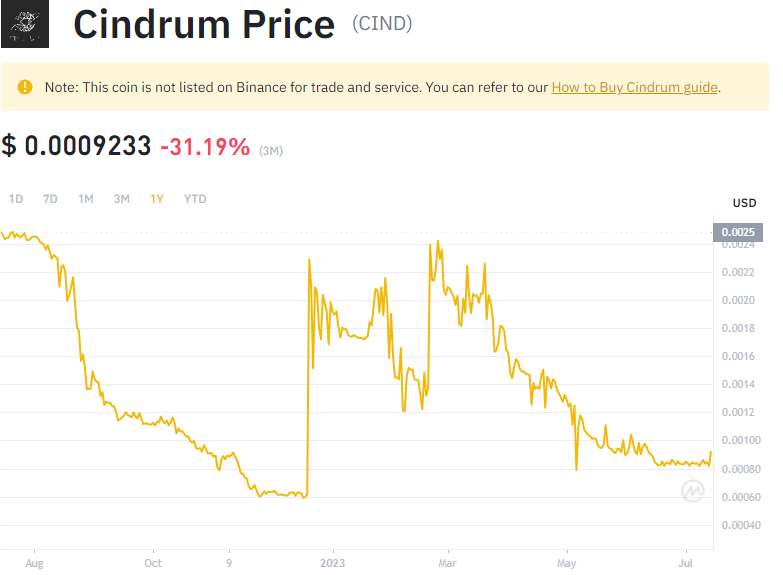 Cindrum Price (CIND)
Note: This coin is not listed on Binance for trade and service. You can refer to our How to Buy Cindrum guide.
$ 0.0009233 -31.19% (3M)
1D 7D 1M 3M 1Y YTD
USD
0.0025
0.0024
0.0022
0.0020
0.0018
0.0016
0.0014
0.0012
0.00100
0.00080
0.00060
0.00040
Aug Oct 9 2023 Mar May Jul